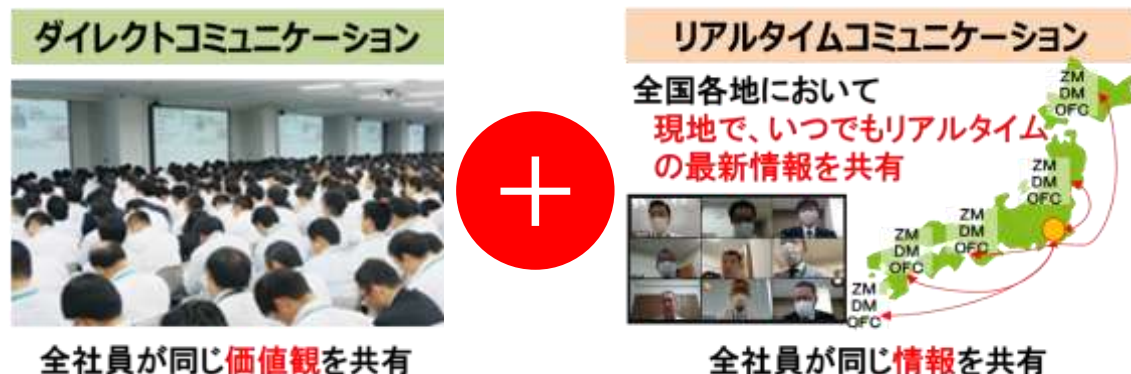 ダイレクトコミュニケーション
全社員が同じ価値観を共有
＋
リアルタイムコミュニケーション
全国各地において
現地で、いつでもリアルタイム
の最新情報を共有
ZM
DM
OFC
ZM
DM
OFC
ZM
DM
OFC
ZM
DM
OFC
ZM
DM
OFC
全社員が同じ情報を共有